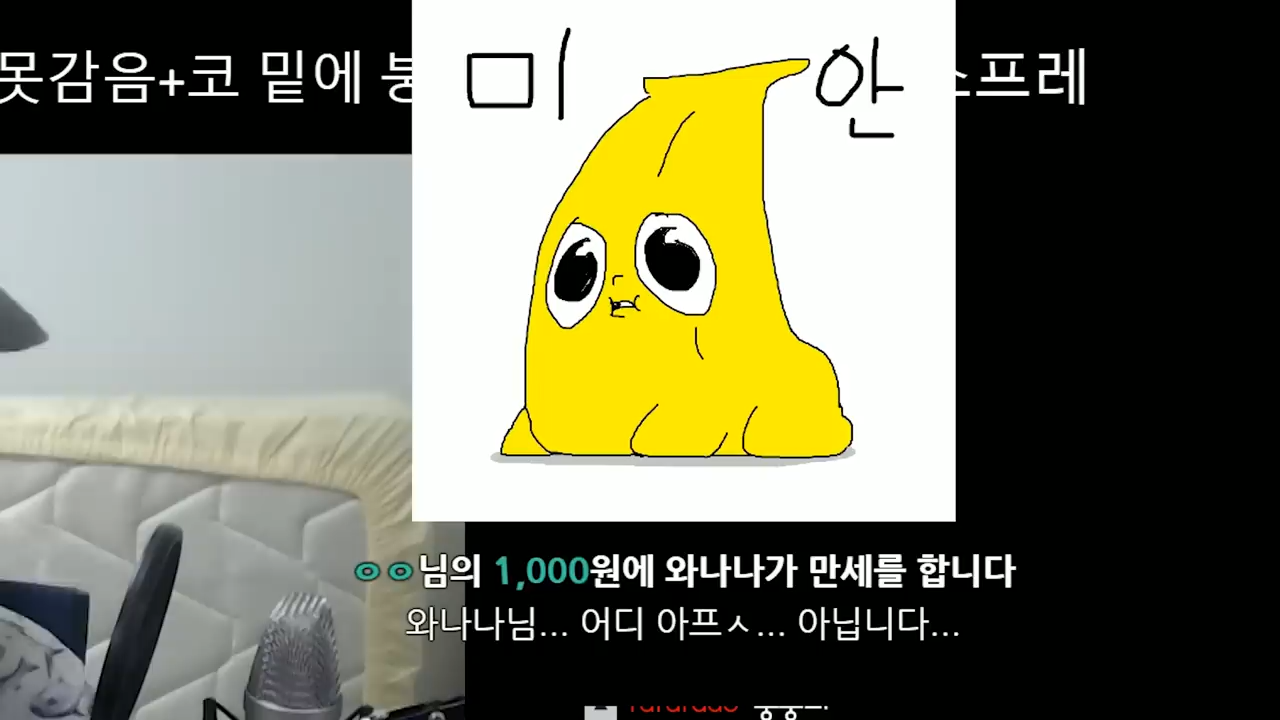 못감음+코 밑에 붕
스프레
미 안
ㅇㅇ님의 1,000원에 와나나가 만세를 합니다
와나나님... 어디 아프ㅅ... 아닙니다...